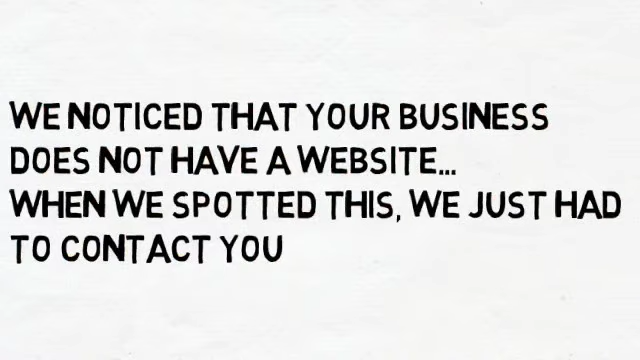 WE NOTICED THAT YOUR BUSINESS
DOES NOT HAVE A WEBSITE...
WHEN WE SPOTTED THIS, WE JUST HAD
TO CONTACT YOU